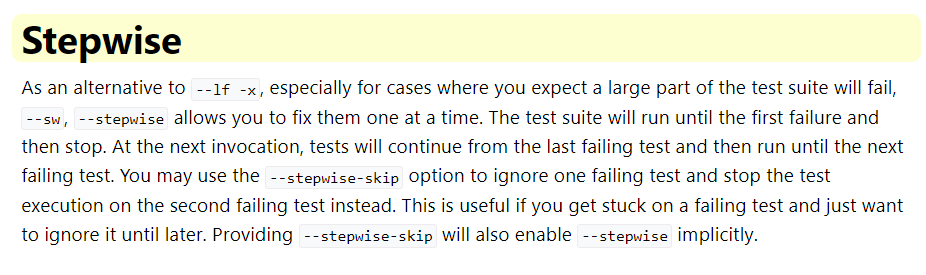 Stepwise
As an alternative to --lf -x, especially for cases where you expect a large part of the test suite will fail,
--sw, --stepwise allows you to fix them one at a time. The test suite will run until the first failure and
then stop. At the next invocation, tests will continue from the last failing test and then run until the next
failing test. You may use the --stepwise-skip option to ignore one failing test and stop the test
execution on the second failing test instead. This is useful if you get stuck on a failing test and just want
to ignore it until later. Providing --stepwise-skip will also enable --stepwise implicitly.